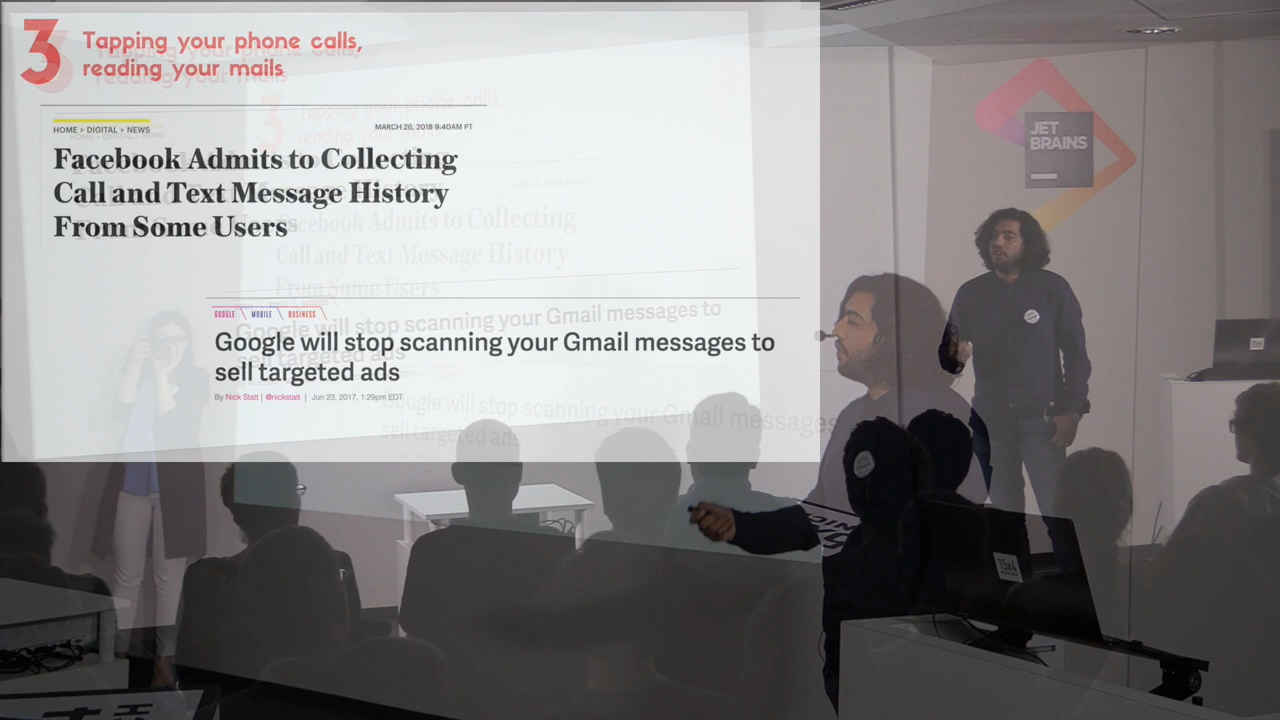 3 Tapping your phone calls,
reading your mails
HOME > DIGITAL > NEWS
MARCH 26, 2018 9:40AM PT
Facebook Admits to Collecting
Call and Text Message History
From Some Users
GOOGLE \ MOBILE \ BUSINESS
Google will stop scanning your Gmail messages to
sell targeted ads
By Nick Statt | @nickstatt | Jun 23, 2017, 1:29pm EDT
JET
BRAINS
15x4